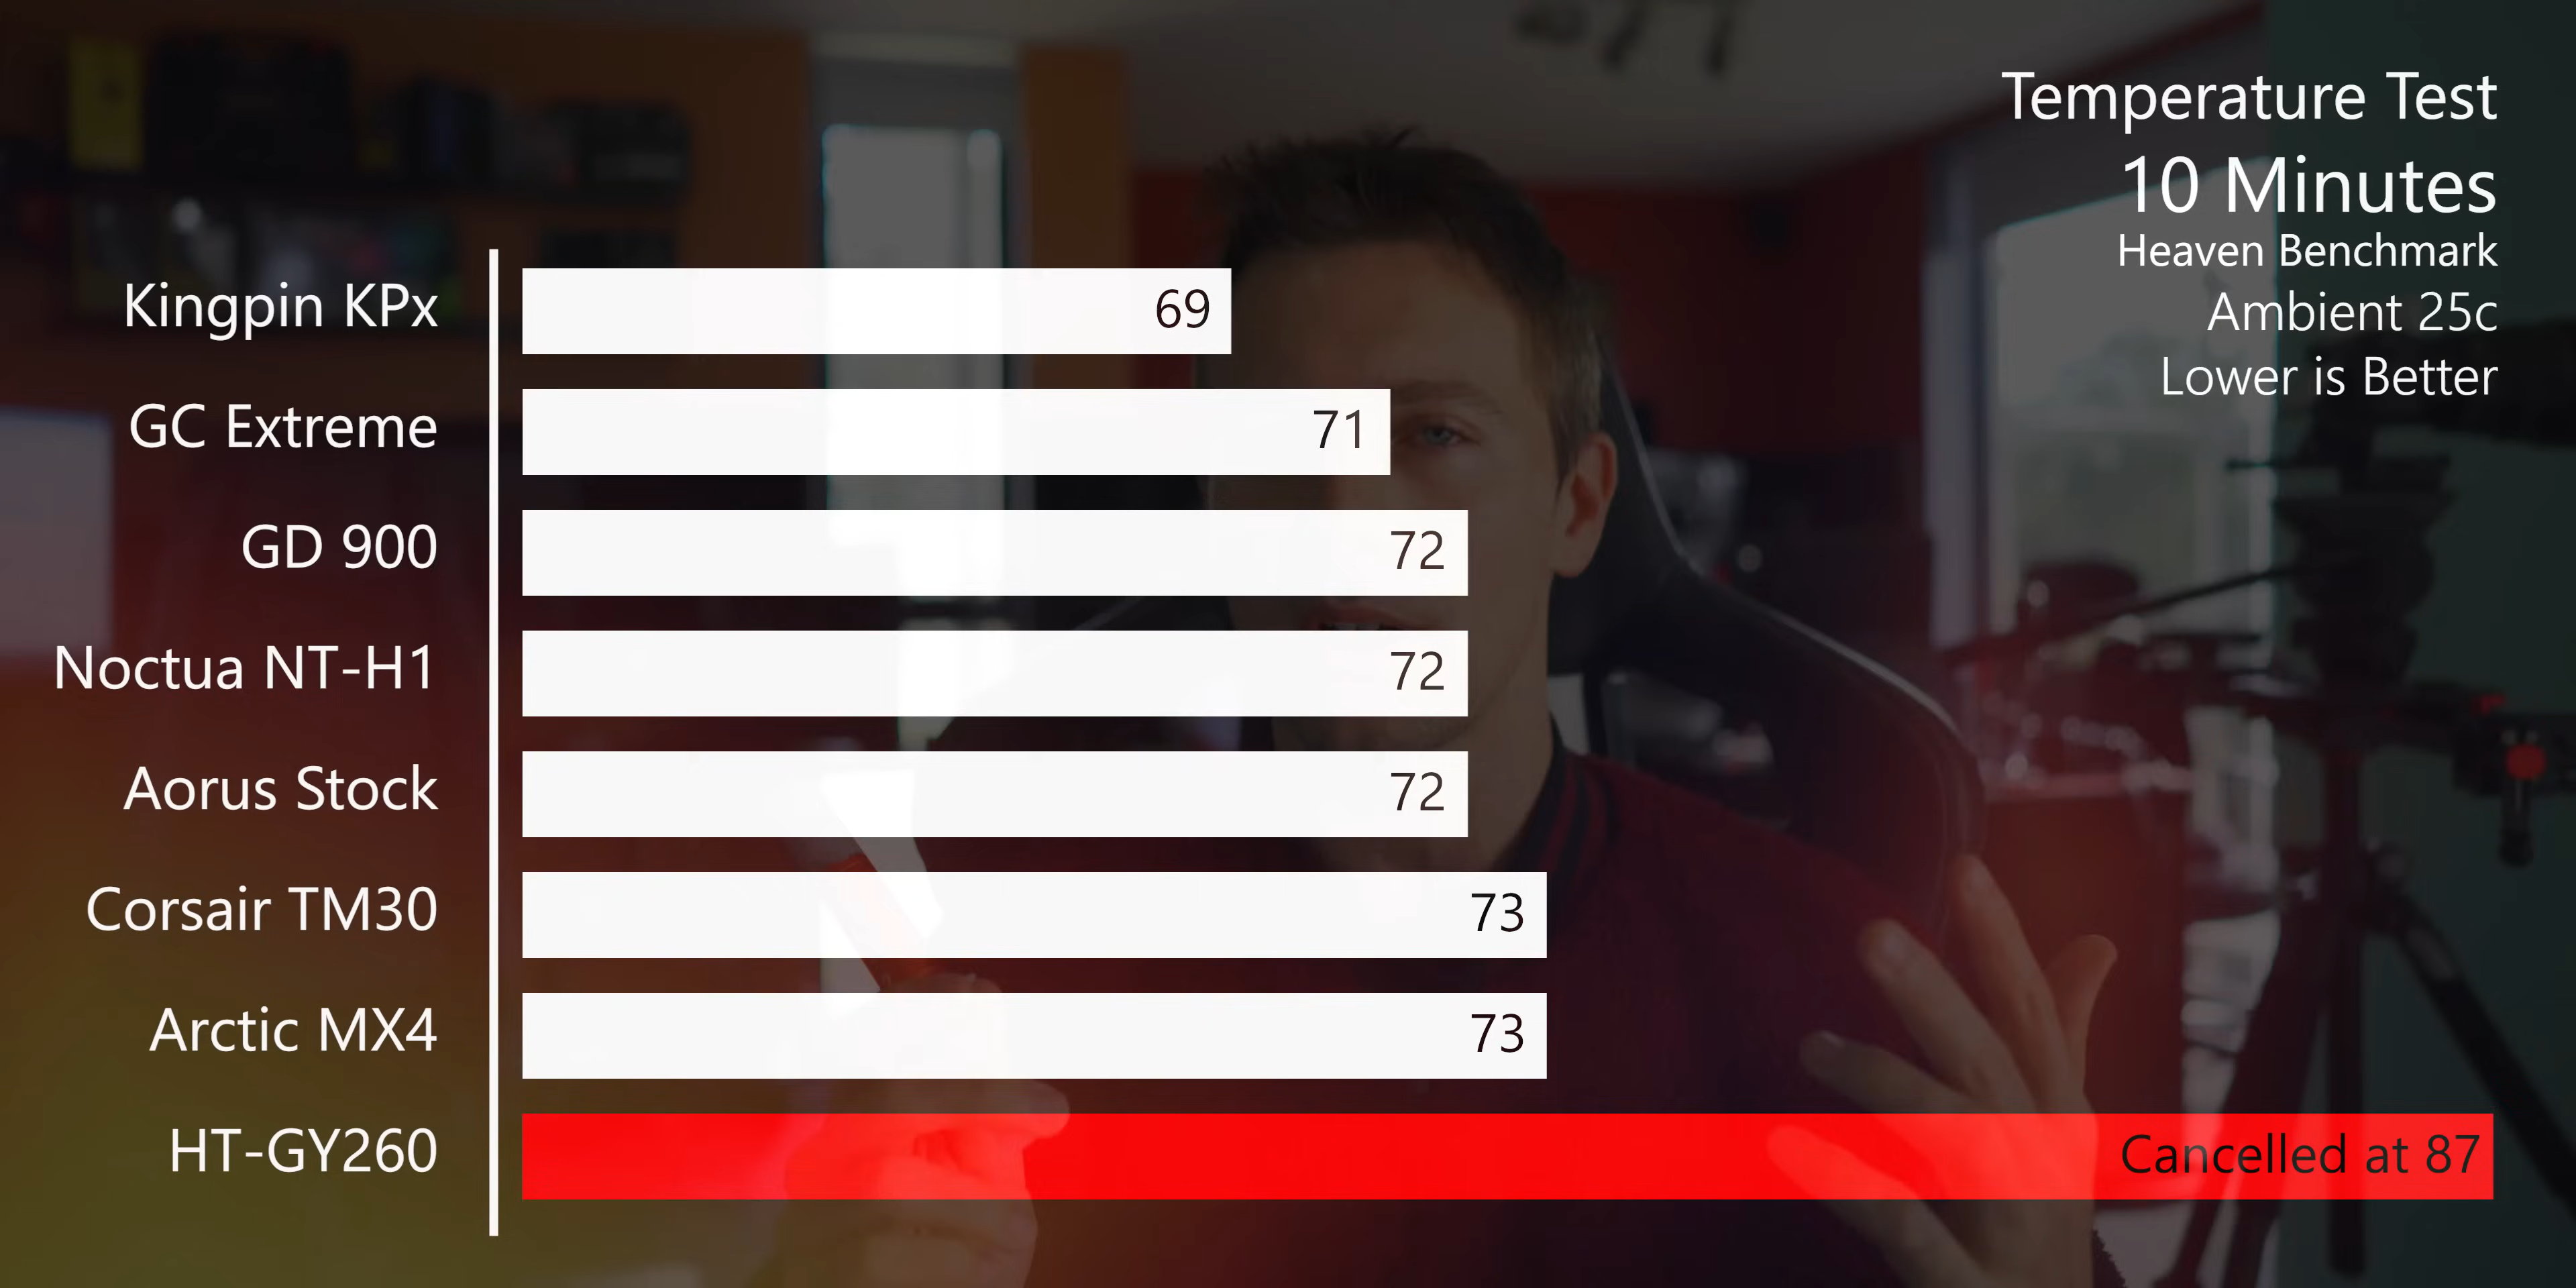 Temperature Test
10 Minutes
Heaven Benchmark
Ambient 25c
Lower is Better
Kingpin KPx 69
GC Extreme 71
GD 900 72
Noctua NT-H1 72
Aorus Stock 72
Corsair TM30 73
Arctic MX4 73
HT-GY260 Cancelled at 87